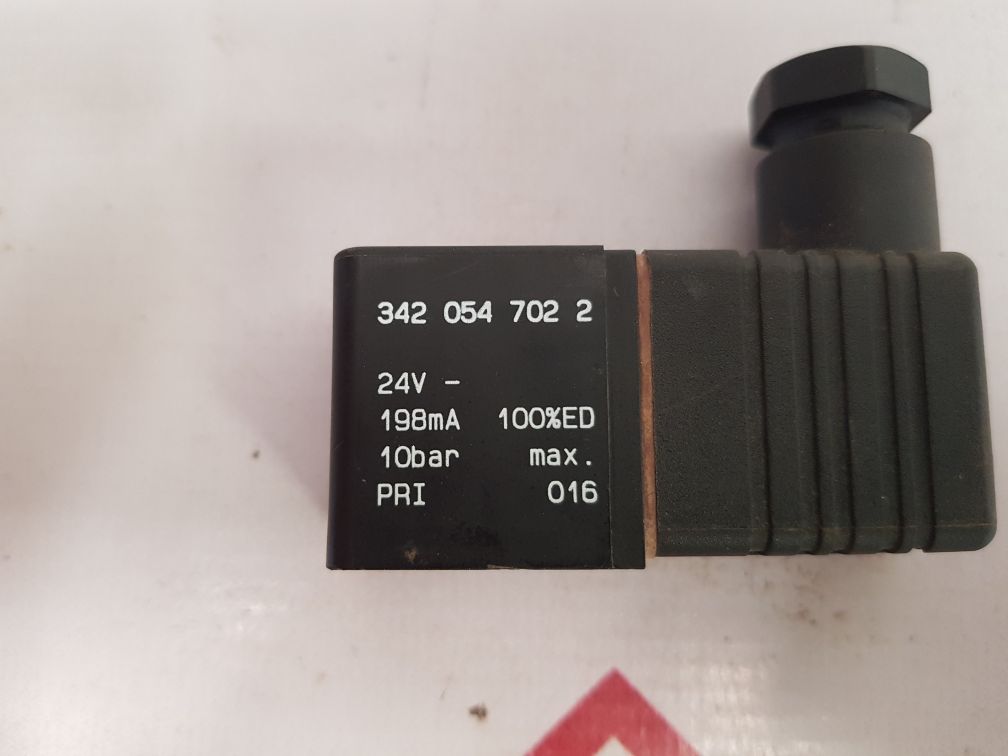 342 054 702 2
24V -
198mA 100%ED
10bar max.
PRI 016